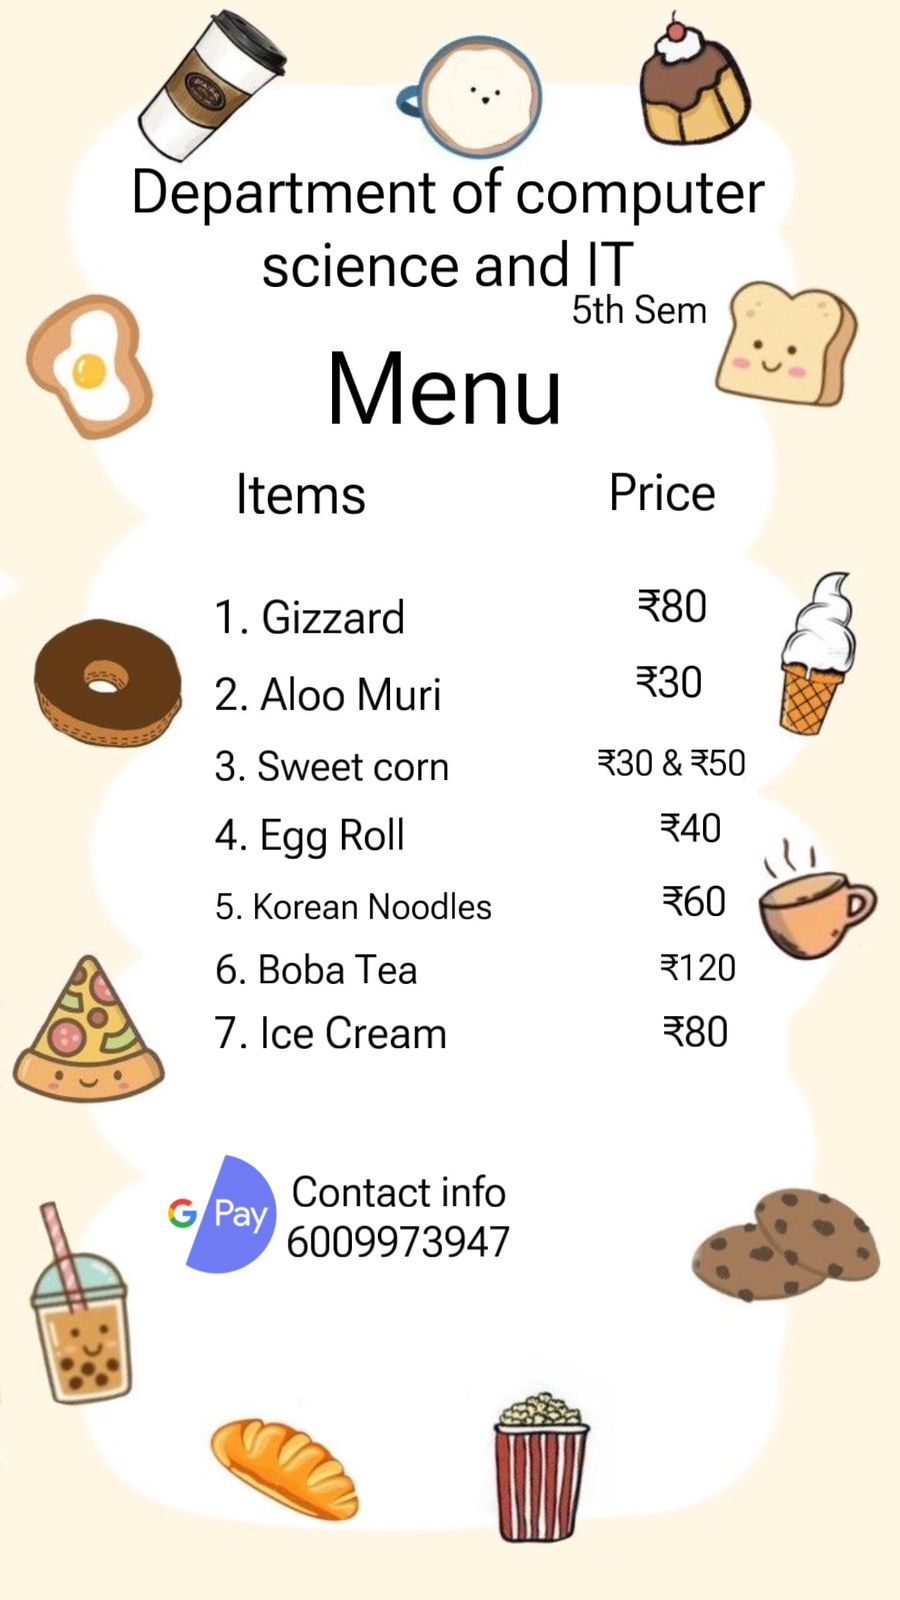 Department of computer
science and IT
5th Sem
Menu
Items Price
1. Gizzard ₹80
2. Aloo Muri ₹30
3. Sweet corn ₹30 & ₹50
4. Egg Roll ₹40
5. Korean Noodles ₹60
6. Boba Tea ₹120
7. Ice Cream ₹80
G Pay
Contact info
6009973947